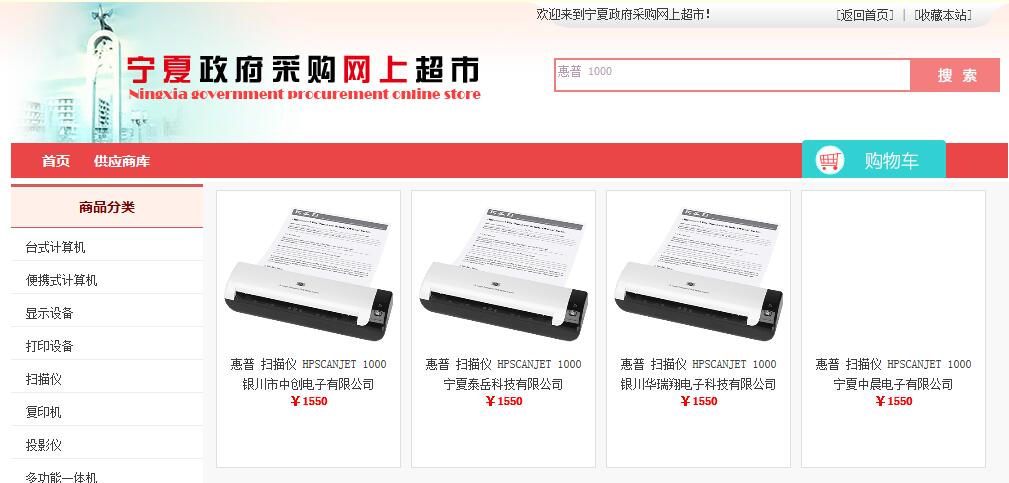 欢迎来到宁夏政府采购网上超市！
[返回首页] | [收藏本站]
宁夏政府采购网上超市
Ningxia government procurement online store
惠普 1000
搜 索
首页 供应商库
购物车
商品分类
台式计算机
便携式计算机
显示设备
打印设备
扫描仪
复印机
投影仪
多功能一体机
惠普 扫描仪 HPSCANJET 1000
银川市中创电子有限公司
￥1550
惠普 扫描仪 HPSCANJET 1000
宁夏泰岳科技有限公司
￥1550
惠普 扫描仪 HPSCANJET 1000
银川华瑞翔电子科技有限公司
￥1550
惠普 扫描仪 HPSCANJET 1000
宁夏中晨电子有限公司
￥1550